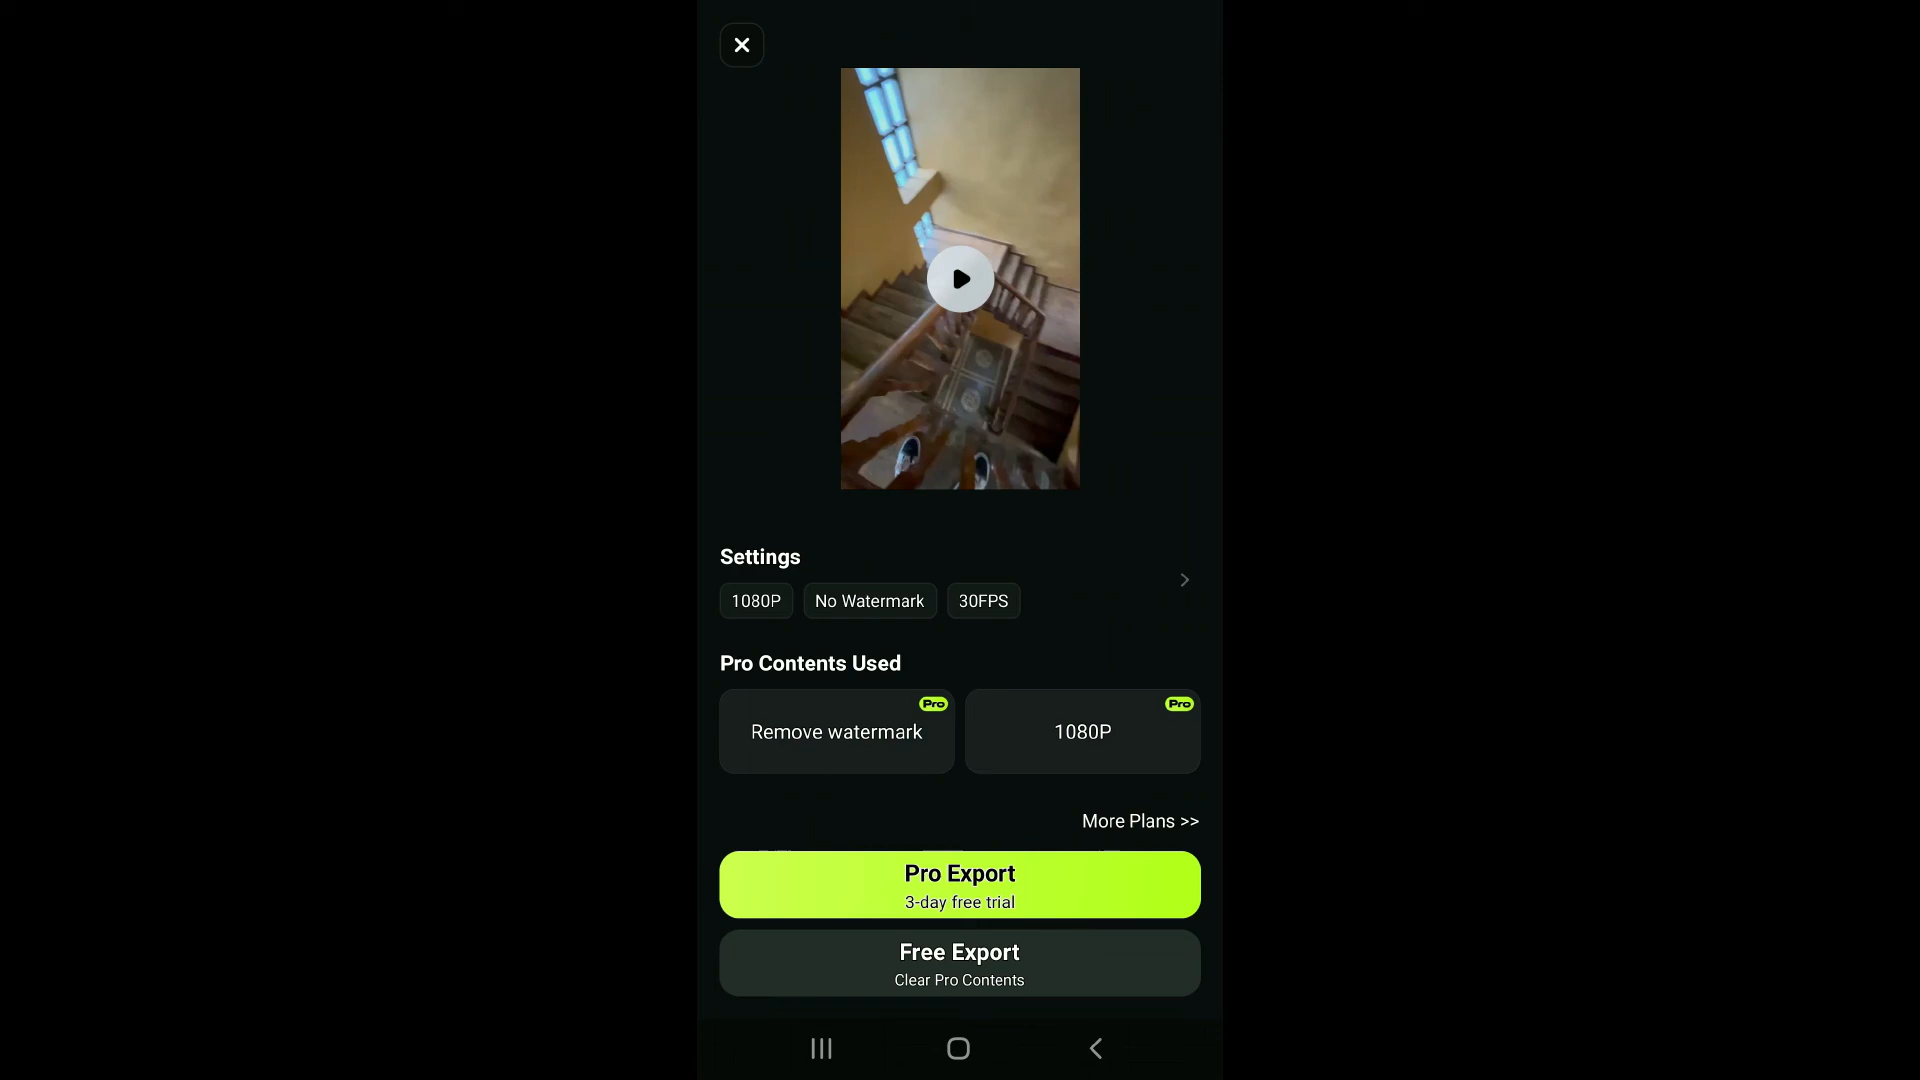 Settings
1080P No Watermark 30FPS
Pro Contents Used
Pro Pro
Remove watermark 1080P
More Plans >>
Pro Export
3-day free trial
Free Export
Clear Pro Contents